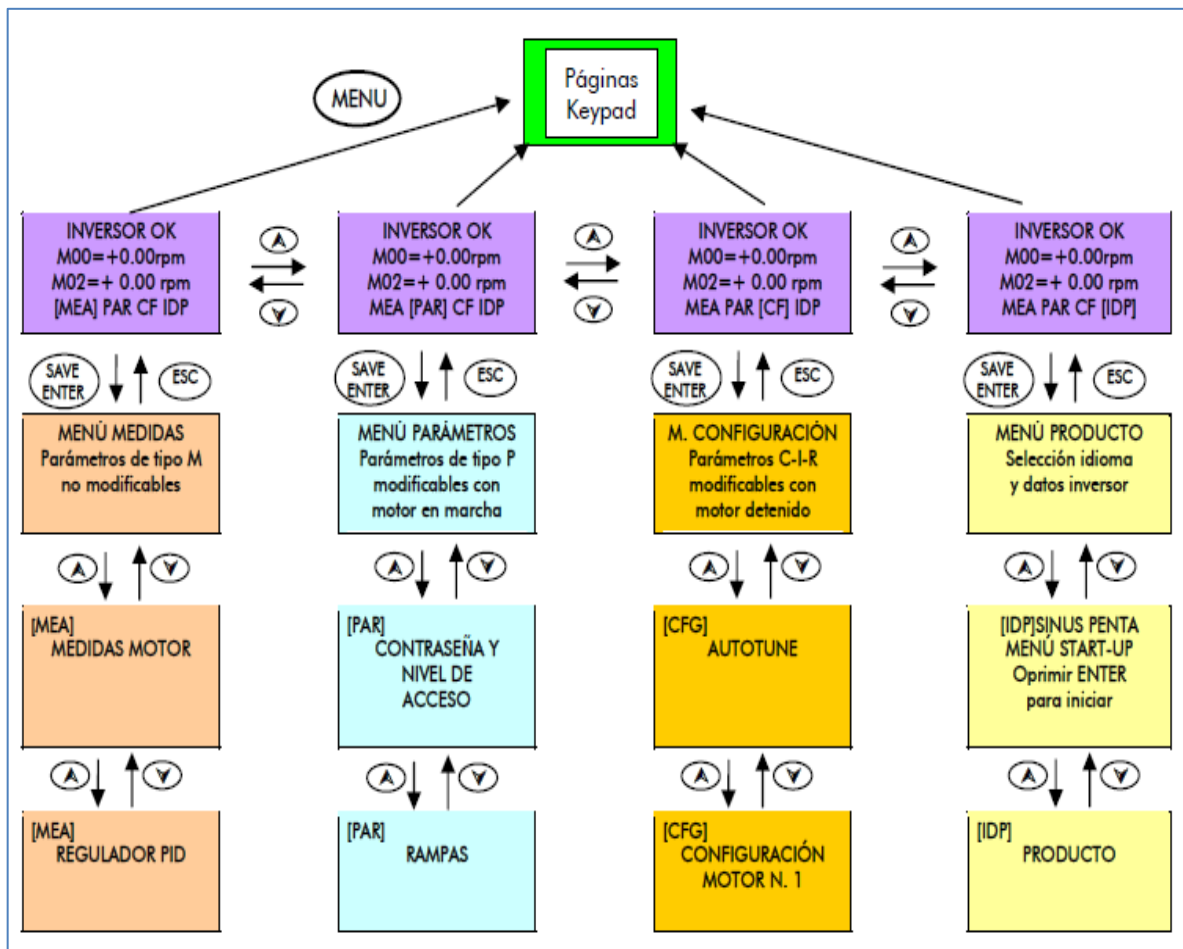 Páginas
Keypad
MENU
INVERSOR OK
M00=+0.00rpm
M02=+ 0.00 rpm
[MEA] PAR CF IDP
INVERSOR OK
M00=+0.00rpm
M02=+ 0.00 rpm
MEA [PAR] CF IDP
INVERSOR OK
M00=+0.00rpm
M02=+ 0.00 rpm
MEA PAR [CF] IDP
INVERSOR OK
M00=+0.00rpm
M02=+ 0.00 rpm
MEA PAR CF [IDP]
SAVE
ENTER
ESC
SAVE
ENTER
ESC
SAVE
ENTER
ESC
SAVE
ENTER
ESC
MENÙ MEDIDAS
Parámetros de tipo M
no modificables
MENÙ PARÁMETROS
Parámetros de tipo P
modificables con
motor en marcha
M. CONFIGURACIÓN
Parámetros C-I-R
modificables con
motor detenido
MENÙ PRODUCTO
Selección idioma
y datos inversor
[MEA]
MEDIDAS MOTOR
[PAR]
CONTRASEÑA Y
NIVEL DE
ACCESO
[CFG]
AUTOTUNE
[IDP]SINUS PENTA
MENÚ START-UP
Oprimir ENTER
para iniciar
[MEA]
REGULADOR PID
[PAR]
RAMPAS
[CFG]
CONFIGURACIÓN
MOTOR N. 1
[IDP]
PRODUCTO